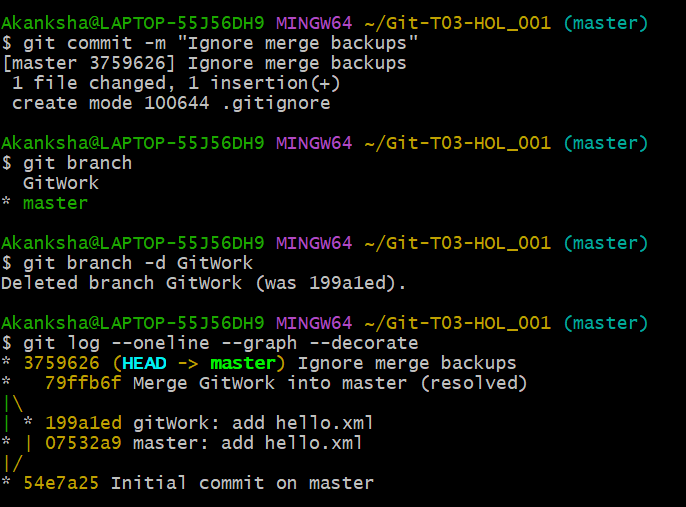 Akanksha@LAPTOP-55J56DH9 MINGW64 ~/Git-T03-HOL_001 (master)
$ git commit -m "Ignore merge backups"
[master 3759626] Ignore merge backups
 1 file changed, 1 insertion(+)
 create mode 100644 .gitignore

Akanksha@LAPTOP-55J56DH9 MINGW64 ~/Git-T03-HOL_001 (master)
$ git branch
  GitWork
* master

Akanksha@LAPTOP-55J56DH9 MINGW64 ~/Git-T03-HOL_001 (master)
$ git branch -d GitWork
Deleted branch GitWork (was 199a1ed).

Akanksha@LAPTOP-55J56DH9 MINGW64 ~/Git-T03-HOL_001 (master)
$ git log --oneline --graph --decorate
* 3759626 (HEAD -> master) Ignore merge backups
*   79ffb6f Merge GitWork into master (resolved)
|\
| * 199a1ed gitWork: add hello.xml
* | 07532a9 master: add hello.xml
|/
* 54e7a25 Initial commit on master